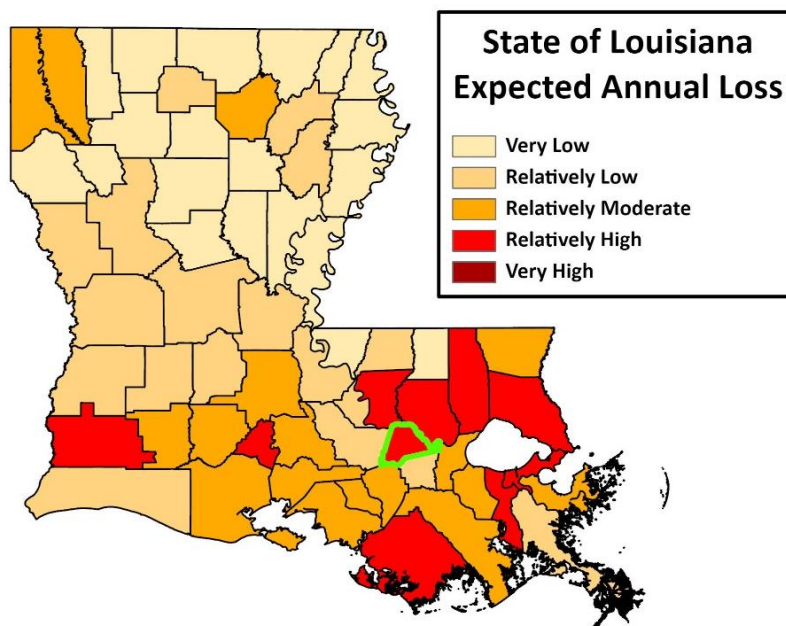 State of Louisiana
Expected Annual Loss
Very Low
Relatively Low
Relatively Moderate
Relatively High
Very High